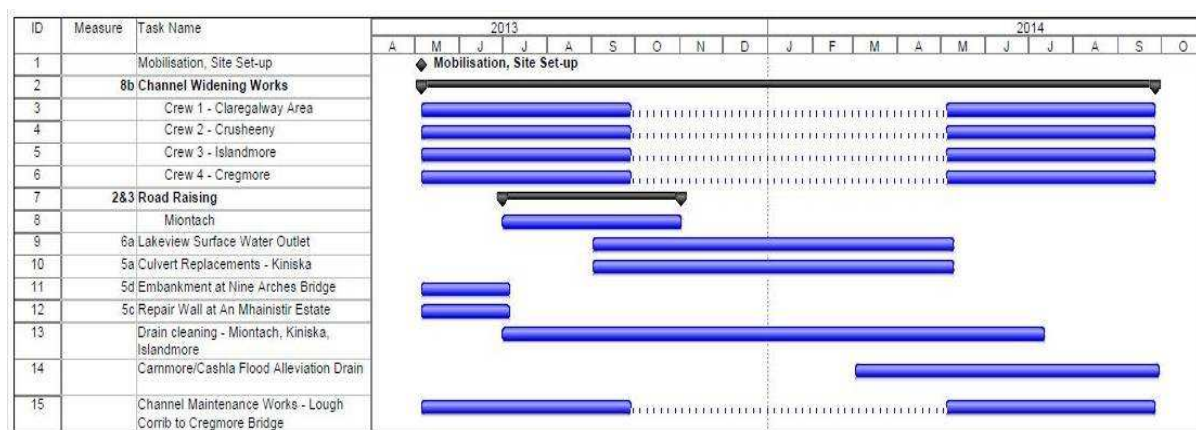 ID Measure Task Name 2013 2014
A M J J A S O N D J F M A M J J A S O
1 Mobilisation, Site Set-up Mobilisation, Site Set-up
2 8b Channel Widening Works
3 Crew 1 - Claregalway Area
4 Crew 2 - Crusheeny
5 Crew 3 - Islandmore
6 Crew 4 - Cregmore
7 2&3 Road Raising
8 Miontach
9 6a Lakeview Surface Water Outlet
10 5a Culvert Replacements - Kiniska
11 5d Embankment at Nine Arches Bridge
12 5c Repair Wall at An Mhainistir Estate
13 Drain cleaning - Miontach, Kiniska,
Islandmore
14 Carnmore/Cashla Flood Alleviation Drain
15 Channel Maintenance Works - Lough
Corrib to Cregmore Bridge